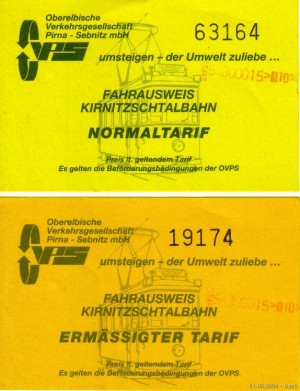 Oberelbische
Verkehrsgesellschaft
Pirna - Sebnitz mbH
63164
OVPS
umsteigen – der Umwelt zuliebe ...
FAHRAUSWEIS
KIRNITZSCHTALBAHN
NORMALTARIF
Preis lt. geltendem Tarif
Es gelten die Beförderungsbedingungen der OVPS
Oberelbische
Verkehrsgesellschaft
Pirna - Sebnitz mbH
19174
OVPS
umsteigen – der Umwelt zuliebe ...
FAHRAUSWEIS
KIRNITZSCHTALBAHN
ERMÄSSIGTER TARIF
Preis lt. geltendem Tarif
Es gelten die Beförderungsbedingungen der OVPS